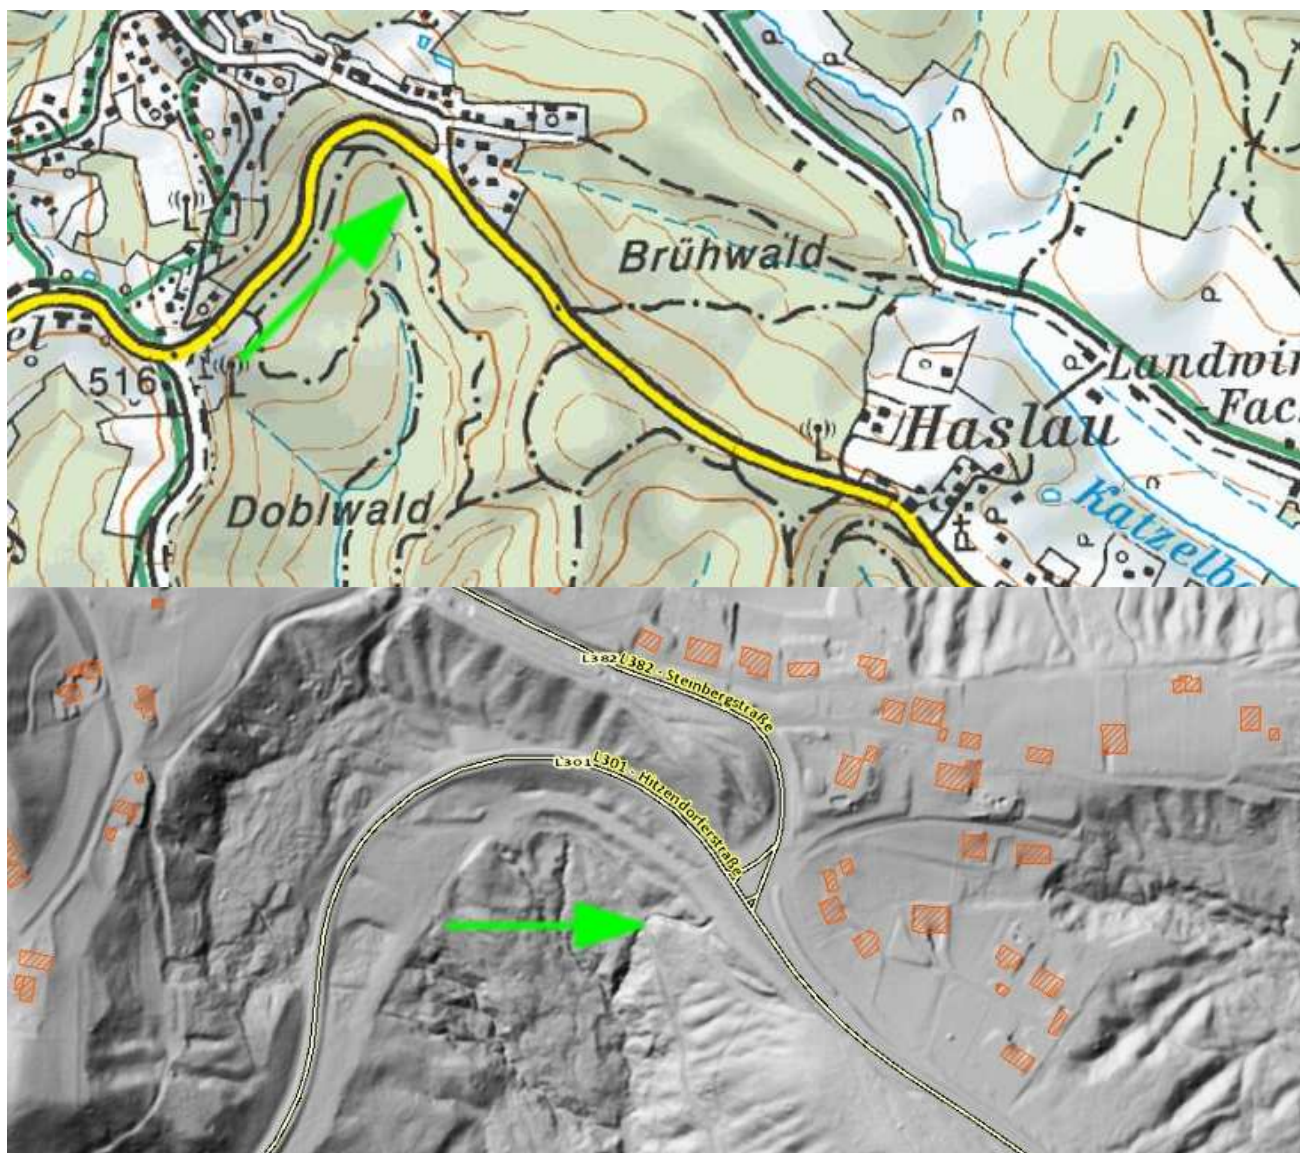 Brühwald
el
516
Landwir
-Fac
Haslau
Doblwald
Katzelb
L382
L382 - Steinbergstraße
L301
L301 - Hitzendorferstraße